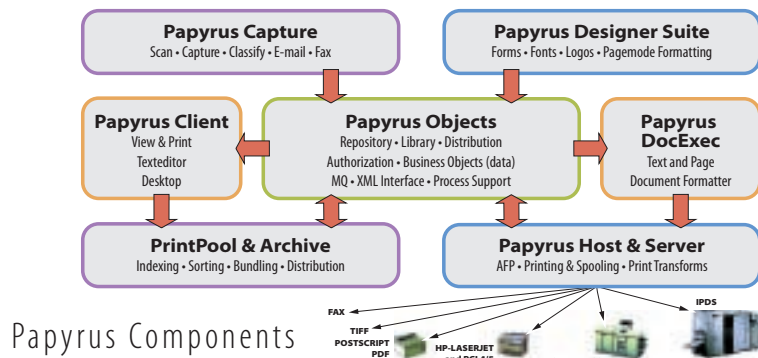 Papyrus Capture
Scan • Capture • Classify • E-mail • Fax
Papyrus Designer Suite
Forms • Fonts • Logos • Pagemode Formatting
Papyrus Client
View & Print
Texteditor
Desktop
Papyrus Objects
Repository • Library • Distribution
Authorization • Business Objects (data)
MQ • XML Interface • Process Support
Papyrus
DocExec
Text and Page
Document Formatter
PrintPool & Archive
Indexing • Sorting • Bundling • Distribution
Papyrus Host & Server
AFP • Printing & Spooling • Print Transforms
FAX
TIFF
POSTSCRIPT
PDF
HP-LASERJET
IPDS
Papyrus Components